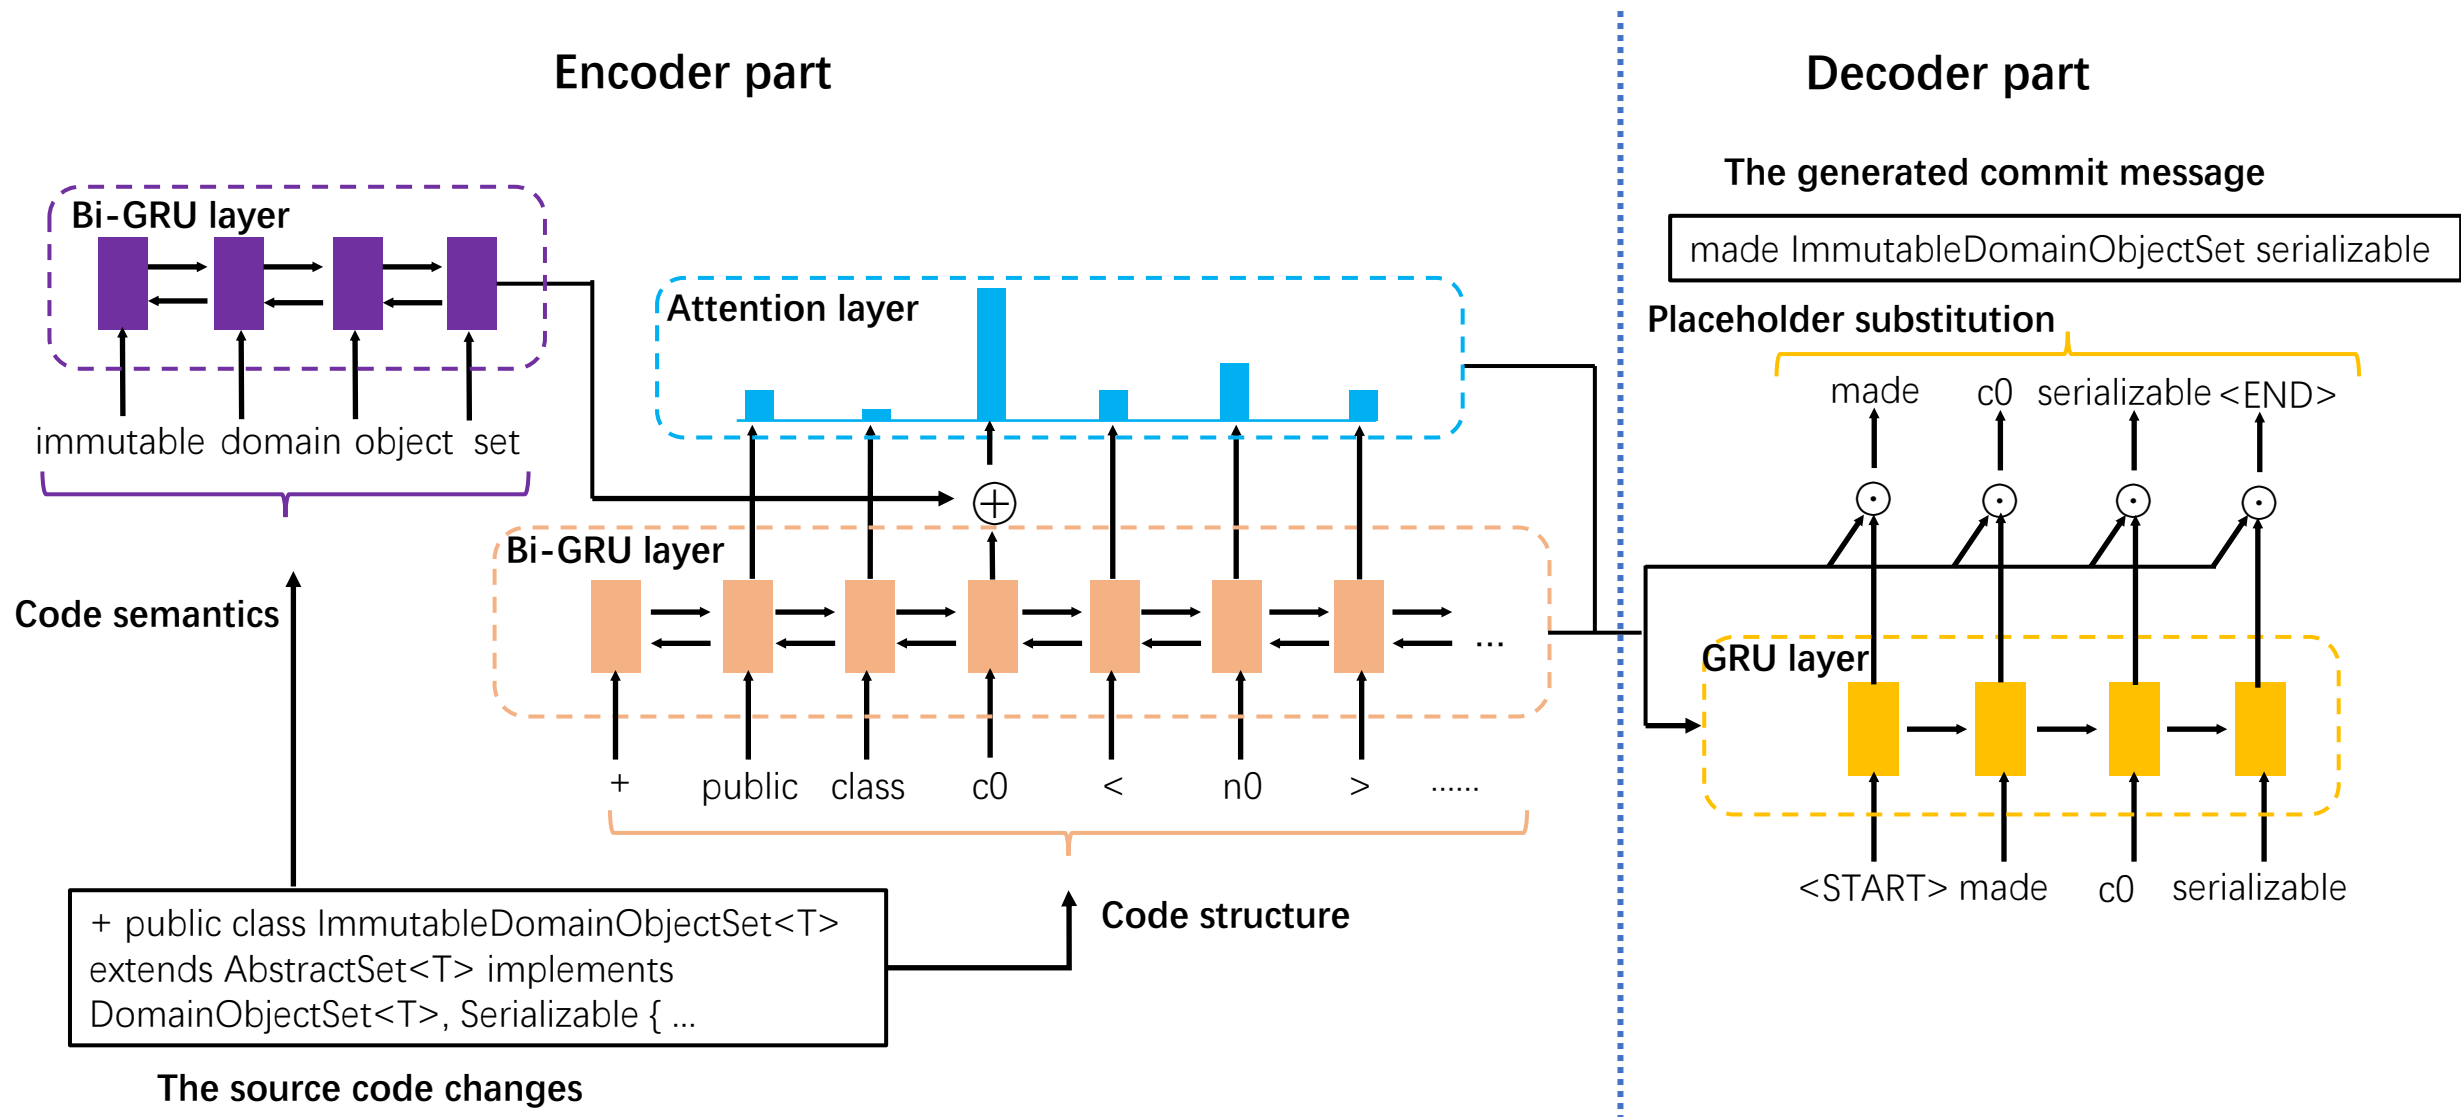 Encoder part
Decoder part
The generated commit message
made ImmutableDomainObjectSet serializable
Placeholder substitution
made c0 serializable <END>
Bi-GRU layer
immutable domain object set
Attention layer
Bi-GRU layer
...
+ public class c0 < n0 > ......
Code semantics
Code structure
+ public class ImmutableDomainObjectSet<T>
extends AbstractSet<T> implements
DomainObjectSet<T>, Serializable { ...
The source code changes
GRU layer
<START> made c0 serializable